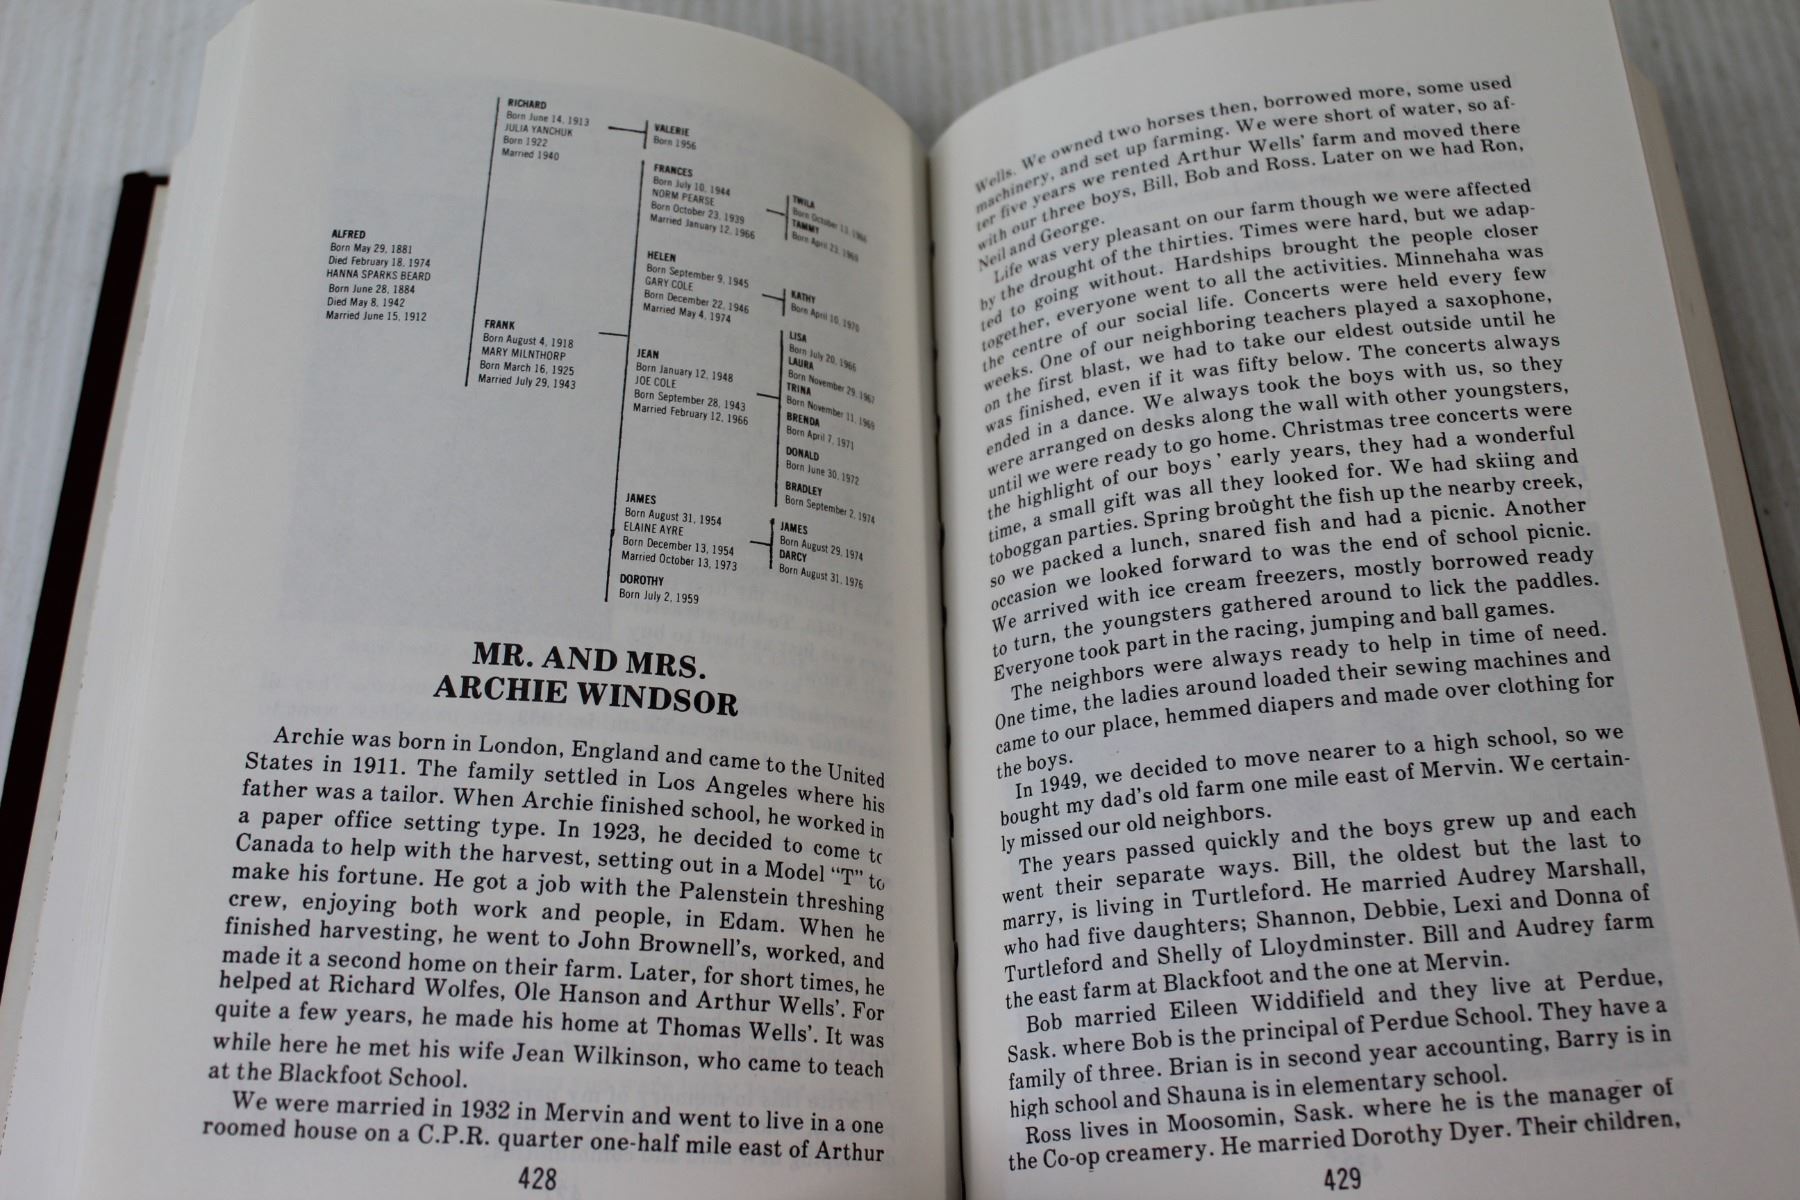 ALFRED
Born May 29, 1881
Died February 18, 1974
HANNA SPARKS BEARD
Born June 28, 1884
Died May 8, 1942
Married June 15, 1912
RICHARD
Born June 14, 1913
JULIA YANCHUK
Born 1922
Married 1940
FRANK
Born August 4, 1918
MARY MILNTHORP
Born March 16, 1925
Married July 29, 1943
VALERIE
Born 1956
FRANCES
Born July 10, 1944
NORM PEARSE
Born October 23, 1939
Married January 12, 1966
HELEN
Born September 9, 1945
GARY COLE
Born December 22, 1946
Married May 4, 1974
JEAN
Born January 12, 1948
JOE COLE
Born September 28, 1943
Married February 12, 1966
JAMES
Born August 31, 1954
ELAINE AYRE
Born December 13, 1954
Married October 13, 1973
DOROTHY
Born July 2, 1959
TWILA
Born October 13,
TAMMY
Born April 23, 1969
KATHY
Born April 10,
LISA
Born July 20, 1966
LAURA
Born November 29, 1967
TRINA
Born November 11, 1969
BRENDA
Born April 7, 1971
DONALD
Born June 30, 1972
BRADLEY
Born September 2, 1974
JAMES
Born August 29, 1974
DARCY
Born August 31, 1976
MR. AND MRS.
ARCHIE WINDSOR
Archie was born in London, England and came to the United
States in 1911. The family settled in Los Angeles where his
father was a tailor. When Archie finished school, he worked in
a paper office setting type. In 1923, he decided to come to
Canada to help with the harvest, setting out in a Model "T" to
make his fortune. He got a job with the Palenstein threshing
crew, enjoying both work and people, in Edam. When he
finished harvesting, he went to John Brownell's, worked, and
made it a second home on their farm. Later, for short times, he
helped at Richard Wolfes, Ole Hanson and Arthur Wells'. For
quite a few years, he made his home at Thomas Wells'. It was
while here he met his wife Jean Wilkinson, who came to teach
at the Blackfoot School.
We were married in 1932 in Mervin and went to live in a one
roomed house on a C.P.R. quarter one-half mile east of Arthur
428
Wells. We owned two horses then, borrowed more, some used
machinery, and set up farming. We were short of water, so af-
ter five years we rented Arthur Wells' farm and moved there
with our three boys, Bill, Bob and Ross. Later on we had Ron,
Neil and George.
Life was very pleasant on our farm though we were affected
by the drought of the thirties. Times were hard, but we adap-
ted to going without. Hardships brought the people closer
together, everyone went to all the activities. Minnehaha was
the centre of our social life. Concerts were held every few
weeks. One of our neighboring teachers played a saxophone,
on the first blast, we had to take our eldest outside until he
was finished, even if it was fifty below. The concerts always
ended in a dance. We always took the boys with us, so they
were arranged on desks along the wall with other youngsters,
until we were ready to go home. Christmas tree concerts were
the highlight of our boys' early years, they had a wonderful
time, a small gift was all they looked for. We had skiing and
toboggan parties. Spring brought the fish up the nearby creek,
so we packed a lunch, snared fish and had a picnic. Another
occasion we looked forward to was the end of school picnic.
We arrived with ice cream freezers, mostly borrowed ready
to turn, the youngsters gathered around to lick the paddles.
Everyone took part in the racing, jumping and ball games.
The neighbors were always ready to help in time of need.
One time, the ladies around loaded their sewing machines and
came to our place, hemmed diapers and made over clothing for
the boys.
In 1949, we decided to move nearer to a high school, so we
bought my dad's old farm one mile east of Mervin. We certain-
ly missed our old neighbors.
The years passed quickly and the boys grew up and each
went their separate ways. Bill, the oldest but the last to
marry, is living in Turtleford. He married Audrey Marshall,
who had five daughters; Shannon, Debbie, Lexi and Donna of
Turtleford and Shelly of Lloydminster. Bill and Audrey farm
the east farm at Blackfoot and the one at Mervin.
Bob married Eileen Widdifield and they live at Perdue,
Sask. where Bob is the principal of Perdue School. They have a
family of three. Brian is in second year accounting, Barry is in
high school and Shauna is in elementary school.
Ross lives in Moosomin, Sask. where he is the manager of
the Co-op creamery. He married Dorothy Dyer. Their children,
429